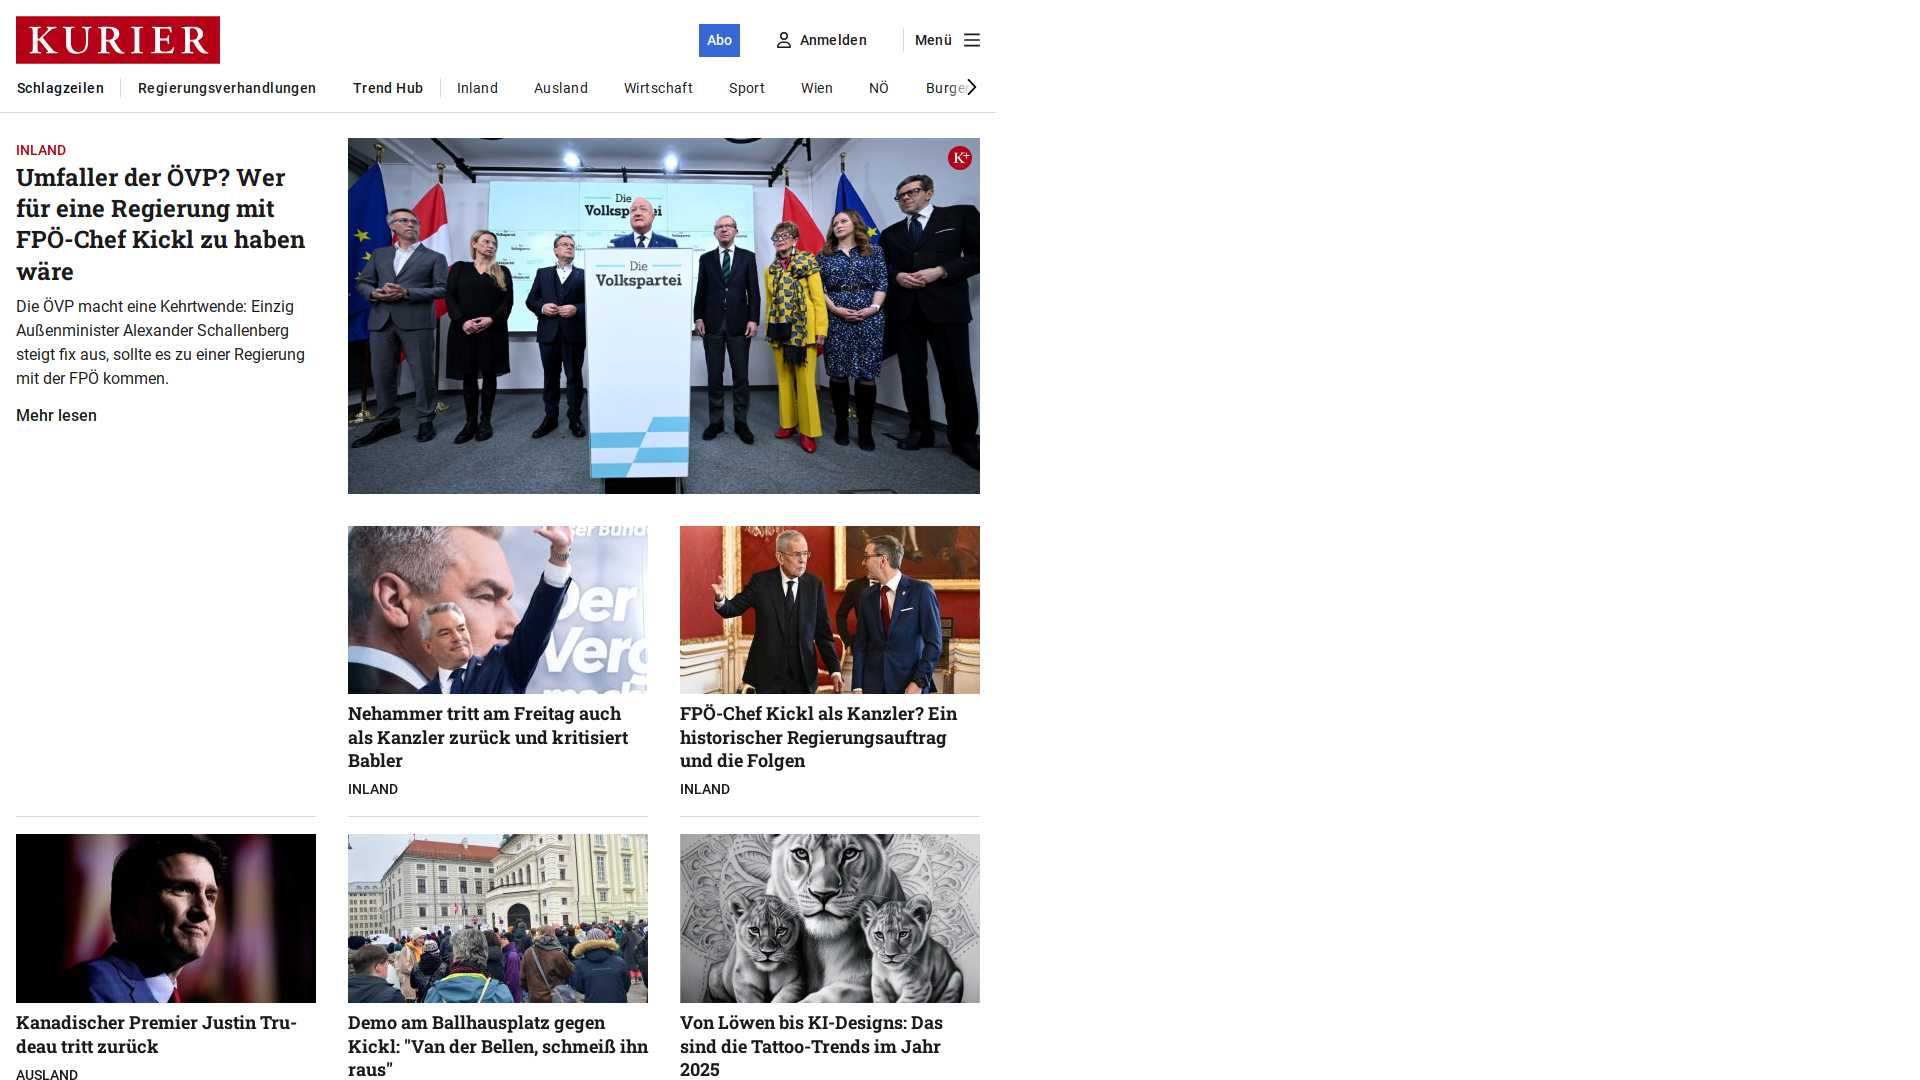 KURIER
Abo
Anmelden
Menü
Schlagzeilen
Regierungsverhandlungen
Trend Hub
Inland
Ausland
Wirtschaft
Sport
Wien
NÖ
INLAND
Umfaller der ÖVP? Wer
für eine Regierung mit
FPÖ-Chef Kickl zu haben
wäre
Die ÖVP macht eine Kehrtwende: Einzig
Außenminister Alexander Schallenberg
steigt fix aus, sollte es zu einer Regierung
mit der FPÖ kommen.
Mehr lesen
K+
Die
Volkspartei
Die
Volkspartei
Der
Nehammer tritt am Freitag auch
als Kanzler zurück und kritisiert
Babler
INLAND
FPÖ-Chef Kickl als Kanzler? Ein
historischer Regierungsauftrag
und die Folgen
INLAND
Kanadischer Premier Justin Tru-
deau tritt zurück
AUSLAND
Demo am Ballhausplatz gegen
Kickl: "Van der Bellen, schmeiß ihn
raus"
Von Löwen bis KI-Designs: Das
sind die Tattoo-Trends im Jahr
2025